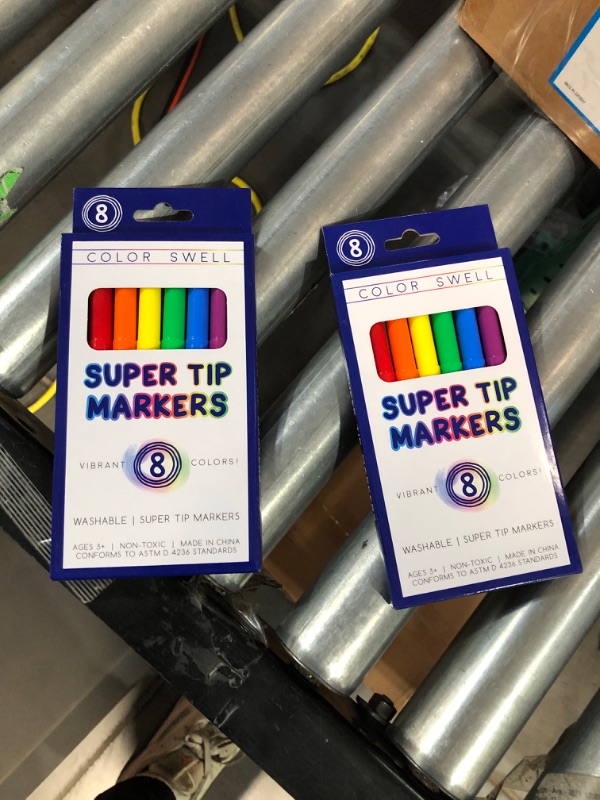 8
COLOR SWELL
SUPER TIP
MARKERS
VIBRANT 8 COLORS!
WASHABLE | SUPER TIP MARKERS
AGES 3+ | NON-TOXIC | MADE IN CHINA
CONFORMS TO ASTM D 4236 STANDARDS
8
COLOR SWELL
SUPER TIP
MARKERS
VIBRANT 8 COLORS!
WASHABLE | SUPER TIP MARKERS
AGES 3+ | NON-TOXIC | MADE IN CHINA
CONFORMS TO ASTM D 4236 STANDARDS